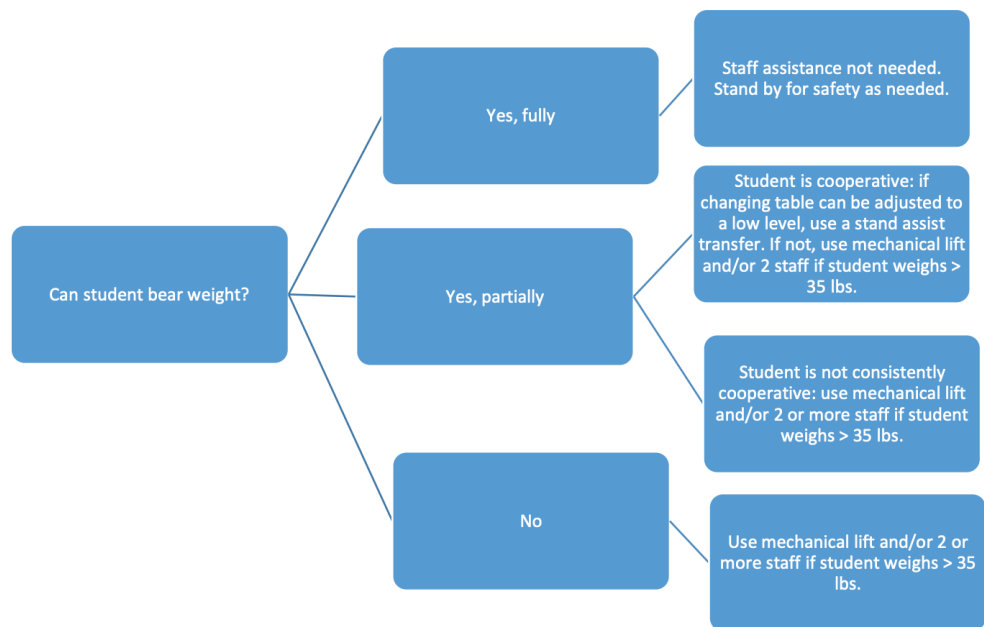 Can student bear weight?
Yes, fully
Staff assistance not needed.
Stand by for safety as needed.
Yes, partially
Student is cooperative: if
changing table can be adjusted to
a low level, use a stand assist
transfer. If not, use mechanical lift
and/or 2 staff if student weighs >
35 lbs.
Student is not consistently
cooperative: use mechanical lift
and/or 2 or more staff if student
weighs > 35 lbs.
No
Use mechanical lift and/or 2 or
more staff if student weighs > 35
lbs.